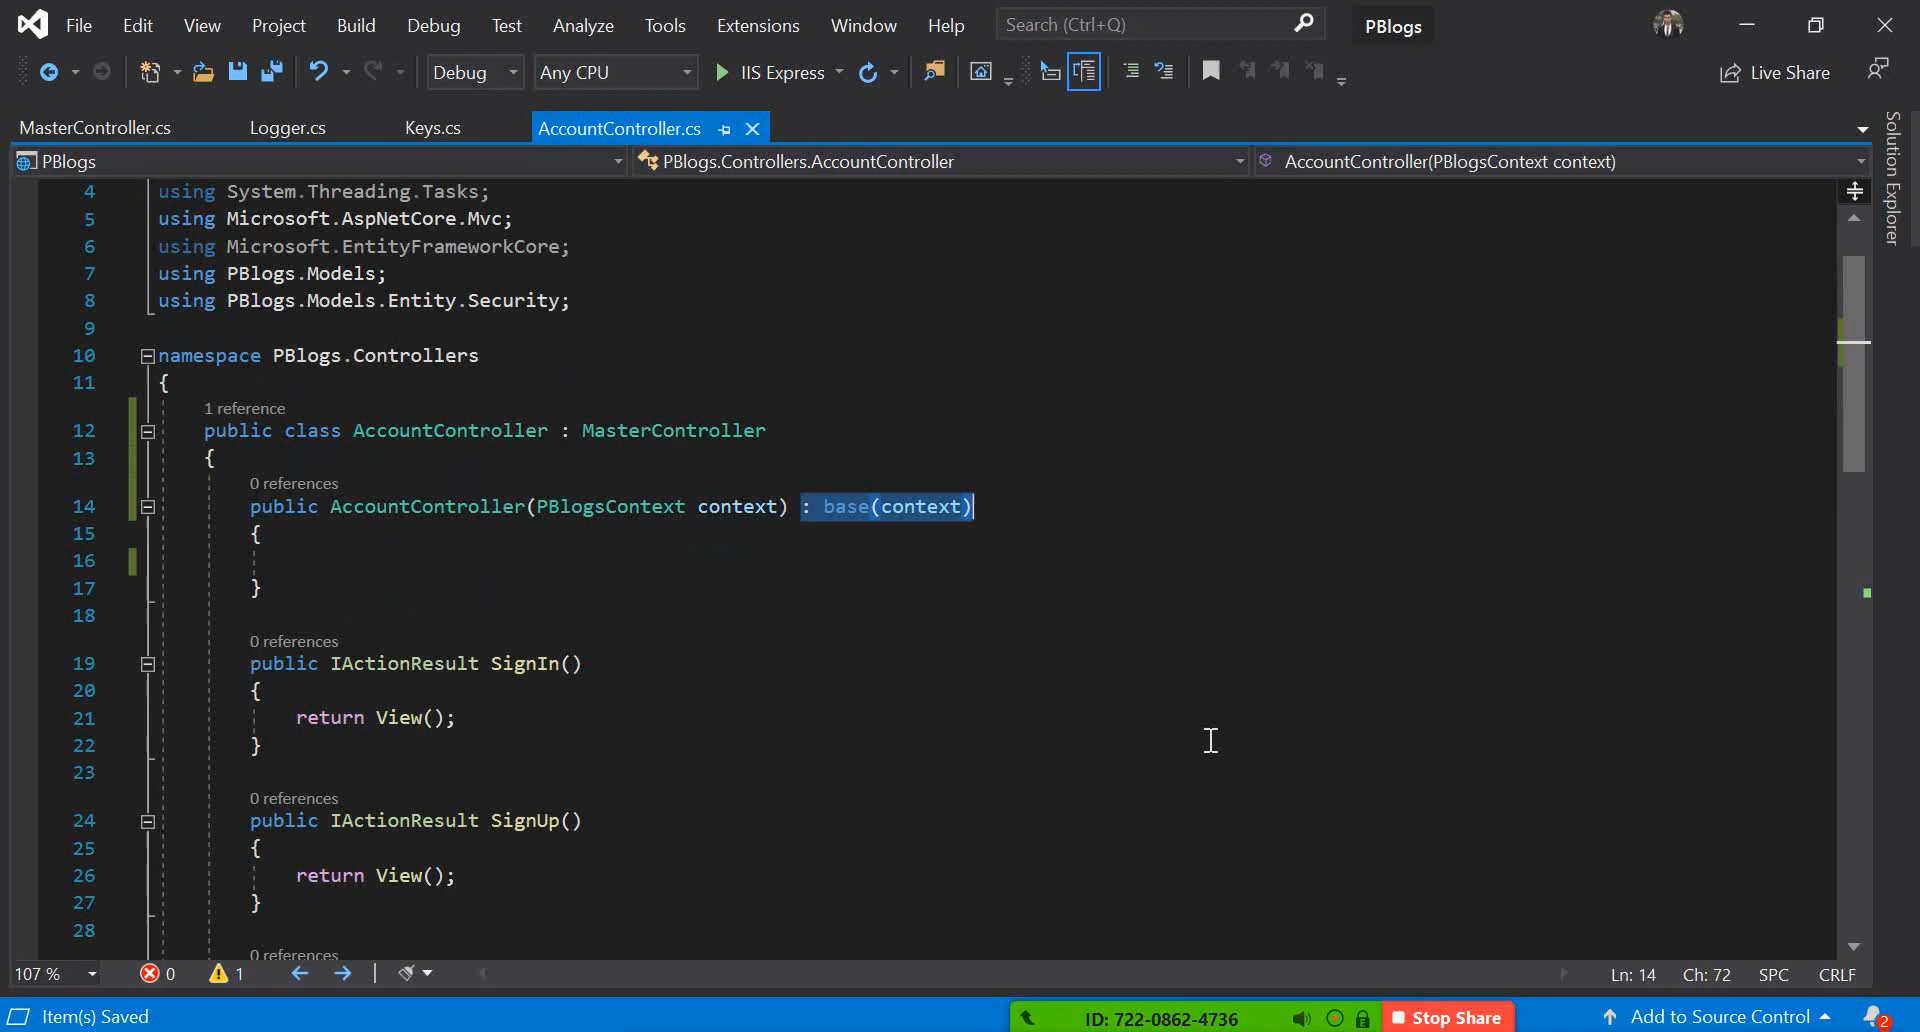 File Edit View Project Build Debug Test Analyze Tools Extensions Window Help Search (Ctrl+Q) PBlogs
Debug Any CPU IIS Express Live Share
MasterController.cs Logger.cs Keys.cs AccountController.cs
PBlogs PBlogs.Controllers.AccountController AccountController(PBlogsContext context)
Solution Explorer
4 using System.Threading.Tasks;
5 using Microsoft.AspNetCore.Mvc;
6 using Microsoft.EntityFrameworkCore;
7 using PBlogs.Models;
8 using PBlogs.Models.Entity.Security;
9
10 namespace PBlogs.Controllers
11 {
1 reference
12 public class AccountController : MasterController
13 {
0 references
14 public AccountController(PBlogsContext context) : base(context)
15 {
16
17 }
18
0 references
19 public IActionResult SignIn()
20 {
21 return View();
22 }
23
0 references
24 public IActionResult SignUp()
25 {
26 return View();
27 }
28
0 references
107 % 0 1 Ln: 14 Ch: 72 SPC CRLF
Item(s) Saved ID: 722-0862-4736 Stop Share Add to Source Control 2